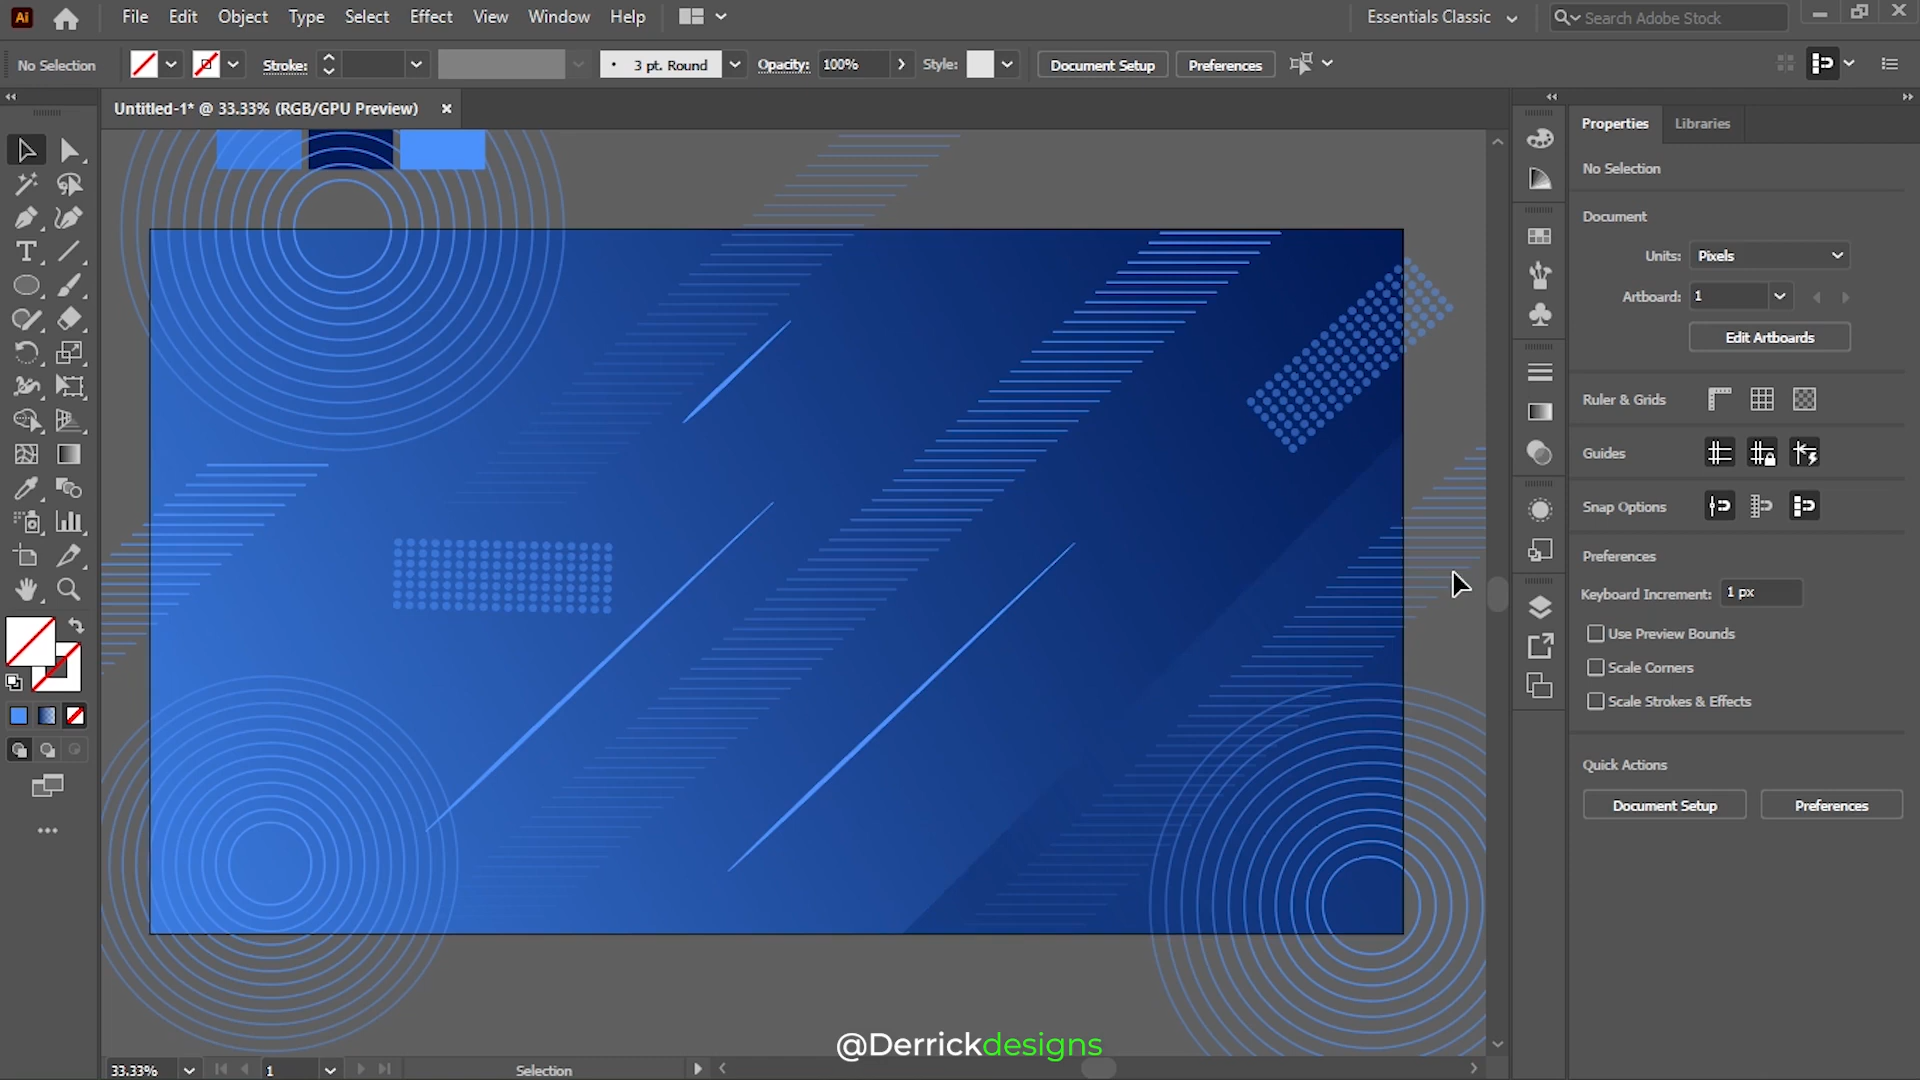 Ai File Edit Object Type Select Effect View Window Help Essentials Classic Search Adobe Stock
No Selection Stroke: 3 pt. Round Opacity: 100% Style: Document Setup Preferences
Untitled-1* @ 33.33% (RGB/GPU Preview) ×
Properties Libraries
No Selection
Document
Units: Pixels
Artboard: 1
Edit Artboards
Ruler & Grids
Guides
Snap Options
Preferences
Keyboard Increment: 1 px
Use Preview Bounds
Scale Corners
Scale Strokes & Effects
Quick Actions
Document Setup Preferences
@Derrickdesigns
33.33% 1 Selection